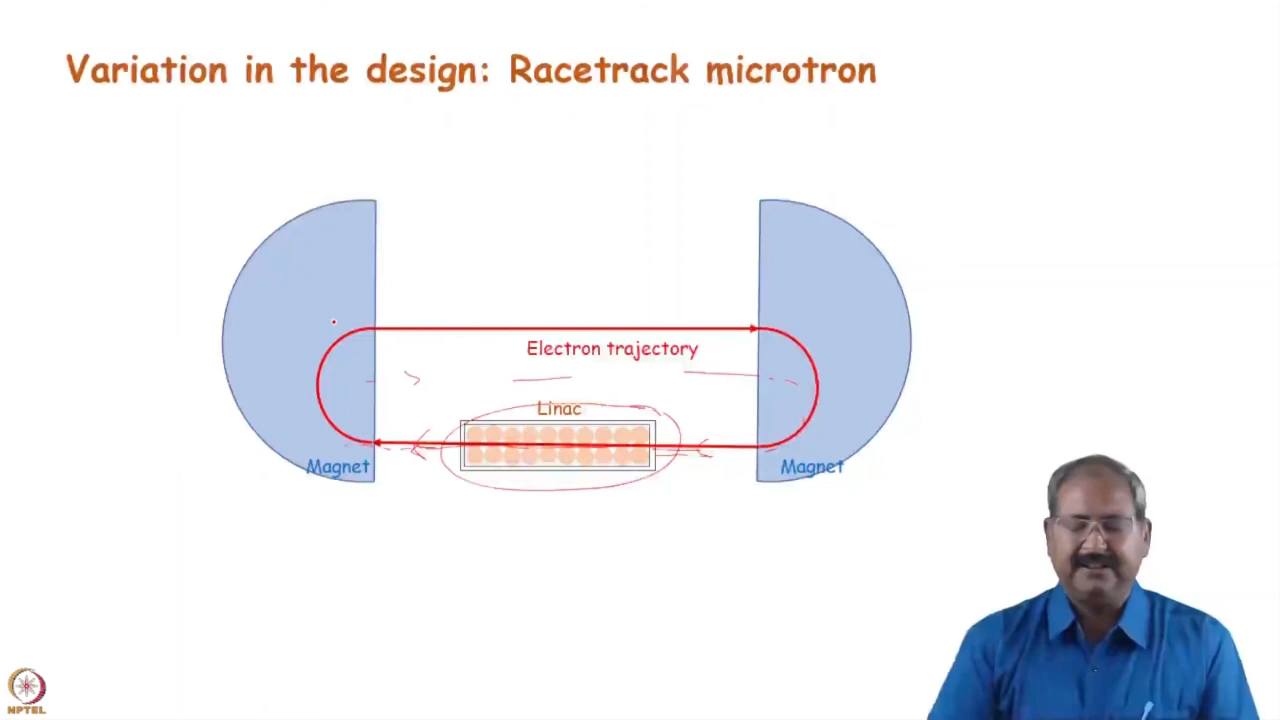 Variation in the design: Racetrack microtron
Electron trajectory
Linac
Magnet
Magnet
NPTEL